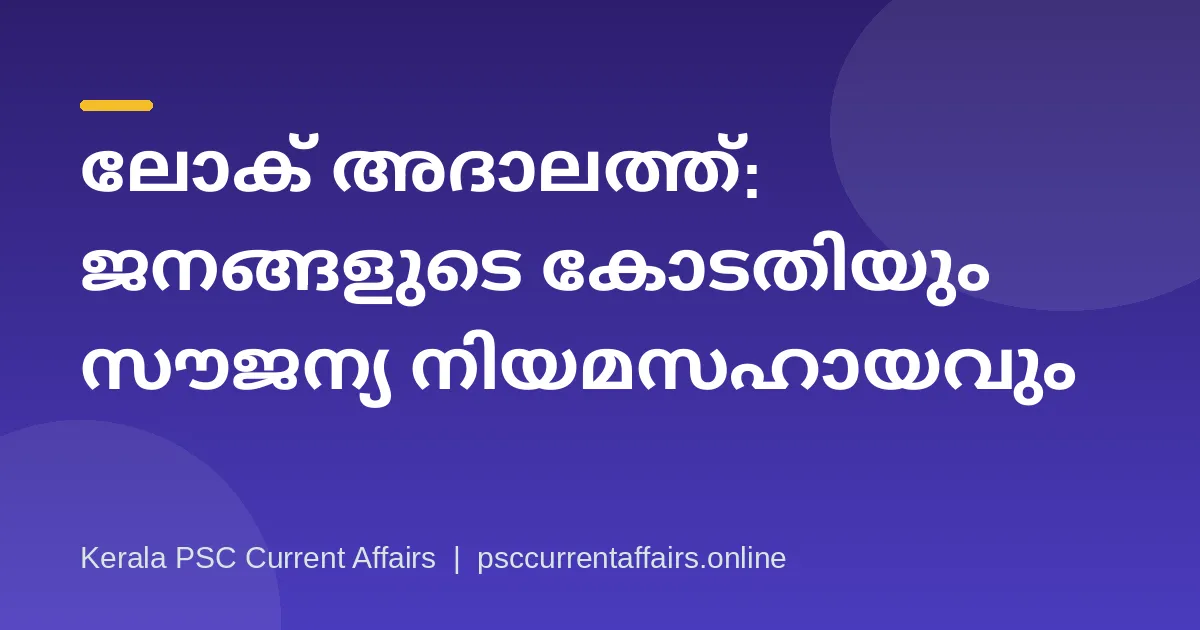 ലോക് അദാലത്ത്:
ജനങ്ങളുടെ കോടതിയും
സൗജന്യ നിയമസഹായവും
Kerala PSC Current Affairs | psccurrentaffairs.online